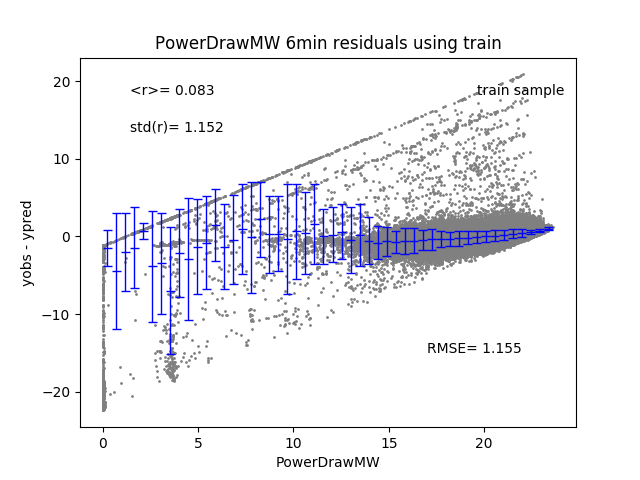 PowerDrawMW 6min residuals using train
<r>= 0.083
train sample
std(r)= 1.152
RMSE= 1.155
yobs - ypred
20
10
0
−10
−20
0 5 10 15 20
PowerDrawMW